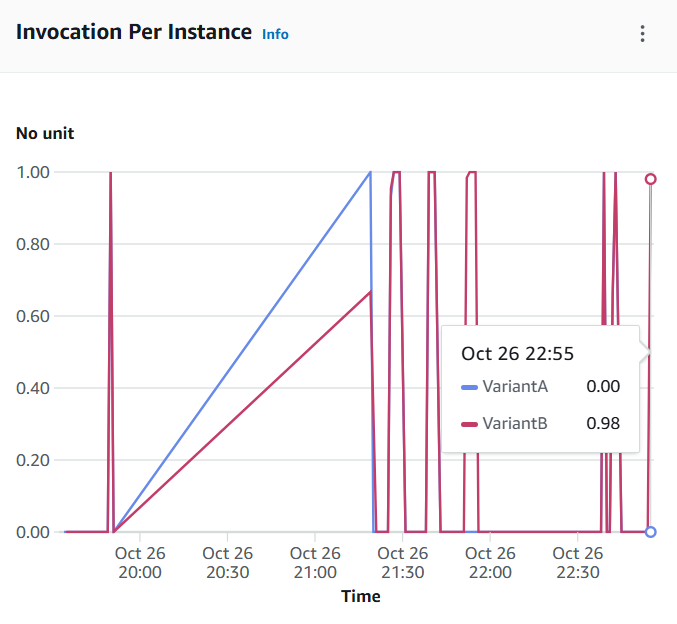 Invocation Per Instance Info
No unit
1.00
0.80
0.60
0.40
0.20
0.00
Oct 26 22:55
VariantA 0.00
VariantB 0.98
Oct 26 Oct 26 Oct 26 Oct 26 Oct 26 Oct 26
20:00 20:30 21:00 21:30 22:00 22:30
Time